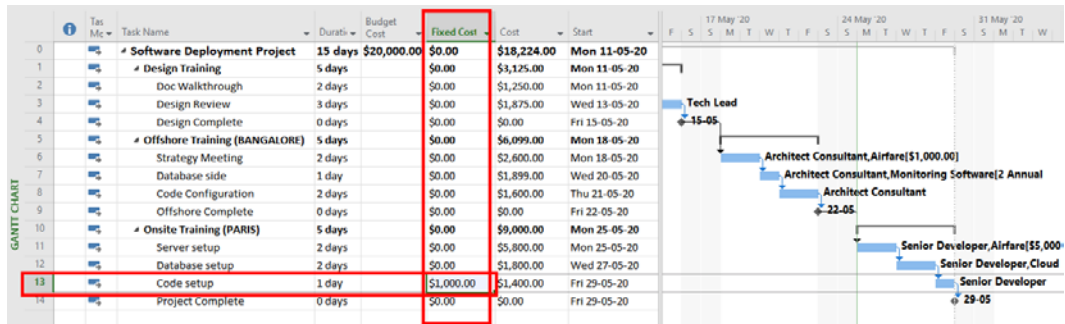 17 May '20 24 May '20 31 May '20
Tas Mc Task Name Durati Budget Cost Fixed Cost Cost Start F S S M T W T F S S M T W T F S S M T W
0 Software Deployment Project 15 days $20,000.00 $0.00 $18,224.00 Mon 11-05-20
1 Design Training 5 days $0.00 $3,125.00 Mon 11-05-20
2 Doc Walkthrough 2 days $0.00 $1,250.00 Mon 11-05-20
3 Design Review 3 days $0.00 $1,875.00 Wed 13-05-20 Tech Lead
4 Design Complete 0 days $0.00 $0.00 Fri 15-05-20 15-05
5 Offshore Training (BANGALORE) 5 days $0.00 $6,099.00 Mon 18-05-20
6 Strategy Meeting 2 days $0.00 $2,600.00 Mon 18-05-20 Architect Consultant,Airfare[$1,000.00]
7 Database side 1 day $0.00 $1,899.00 Wed 20-05-20 Architect Consultant,Monitoring Software[2 Annual
8 Code Configuration 2 days $0.00 $1,600.00 Thu 21-05-20 Architect Consultant
9 Offshore Complete 0 days $0.00 $0.00 Fri 22-05-20 22-05
10 Onsite Training (PARIS) 5 days $0.00 $9,000.00 Mon 25-05-20
11 Server setup 2 days $0.00 $5,800.00 Mon 25-05-20 Senior Developer,Airfare[$5,000
12 Database setup 2 days $0.00 $1,800.00 Wed 27-05-20 Senior Developer,Cloud
13 Code setup 1 day $1,000.00 $1,400.00 Fri 29-05-20 Senior Developer
14 Project Complete 0 days $0.00 $0.00 Fri 29-05-20 29-05
GANTT CHART